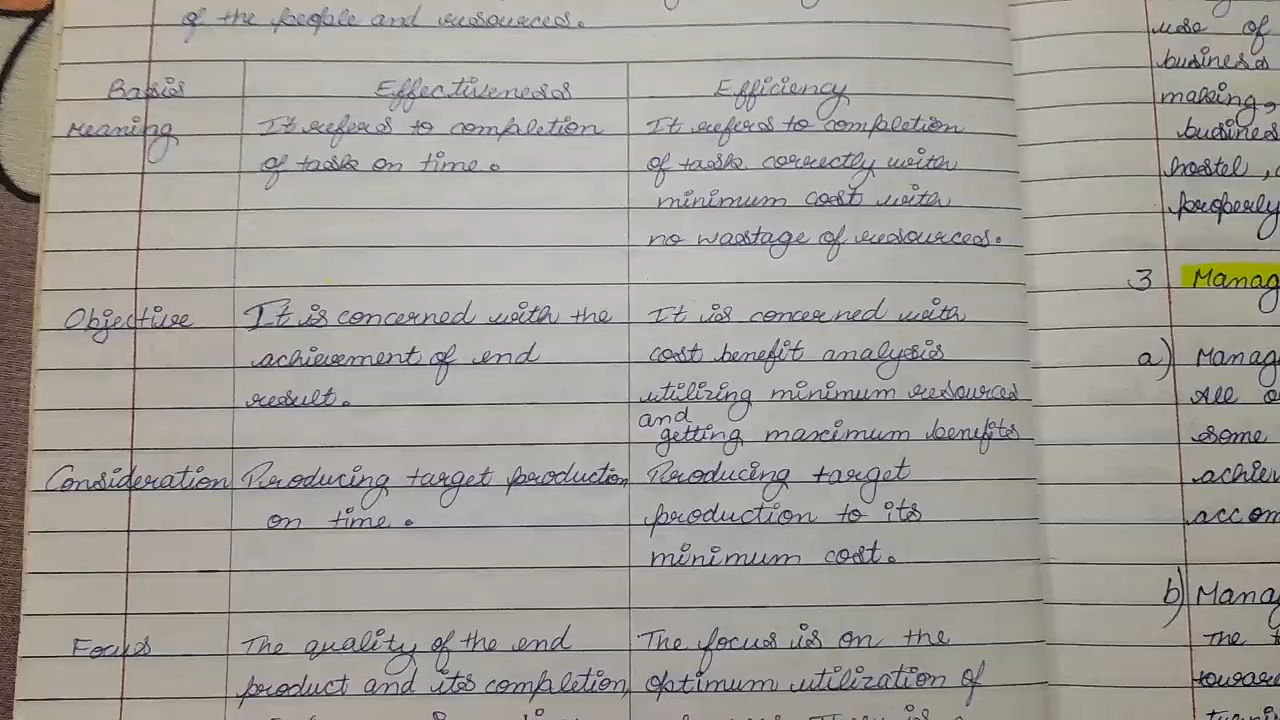 of the people and resources.
Basis Effectiveness Efficiency
Meaning It refers to completion It refers to completion
of task on time. of task correctly with
minimum cost with
no wastage of resources.
Objective It is concerned with the It is concerned with
achievement of end cost benefit analysis
result. utilizing minimum resources
and
getting maximum benefits
Consideration Producing target production Producing target
on time. production to its
minimum cost.
Focus The quality of the end The focus is on the
product and its completion optimum utilization of
use of
business
making,
busines
hostel,
properly
3 Manag
a) Manag
All
some
achiev
accom
b) Manag
The
toward